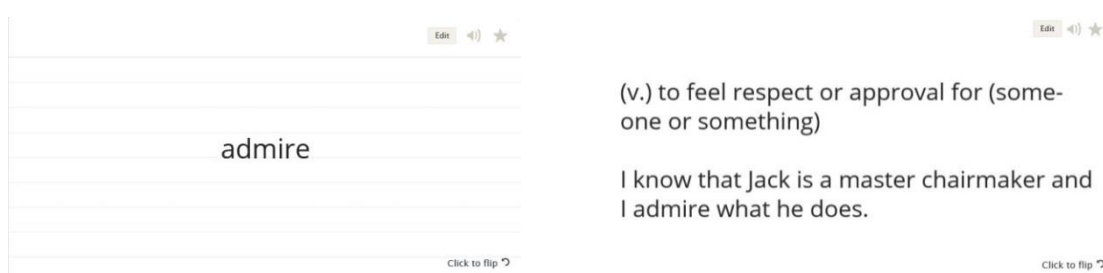 Edit
admire
Click to flip
Edit
(v.) to feel respect or approval for (some-
one or something)
I know that Jack is a master chairmaker and
I admire what he does.
Click to flip